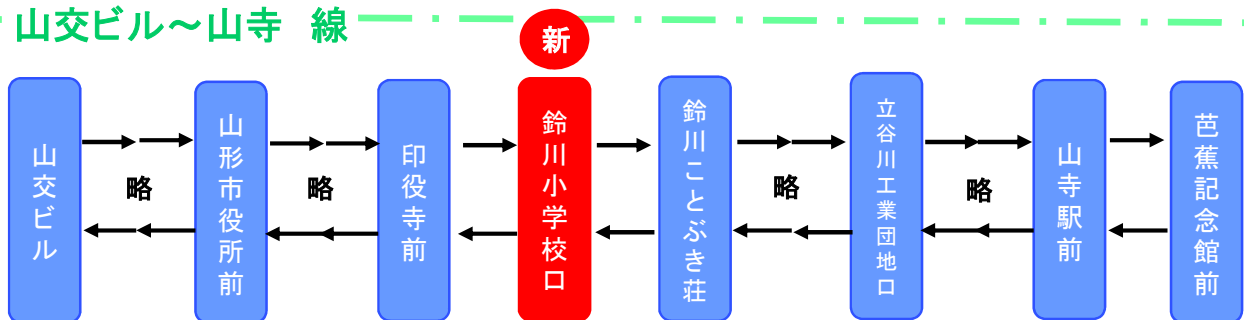 山交ビル～山寺　線
新
山交ビル
略
山形市役所前
略
印役寺前
鈴川小学校口
鈴川ことぶき荘
略
立谷川工業団地口
略
山寺駅前
芭蕉記念館前